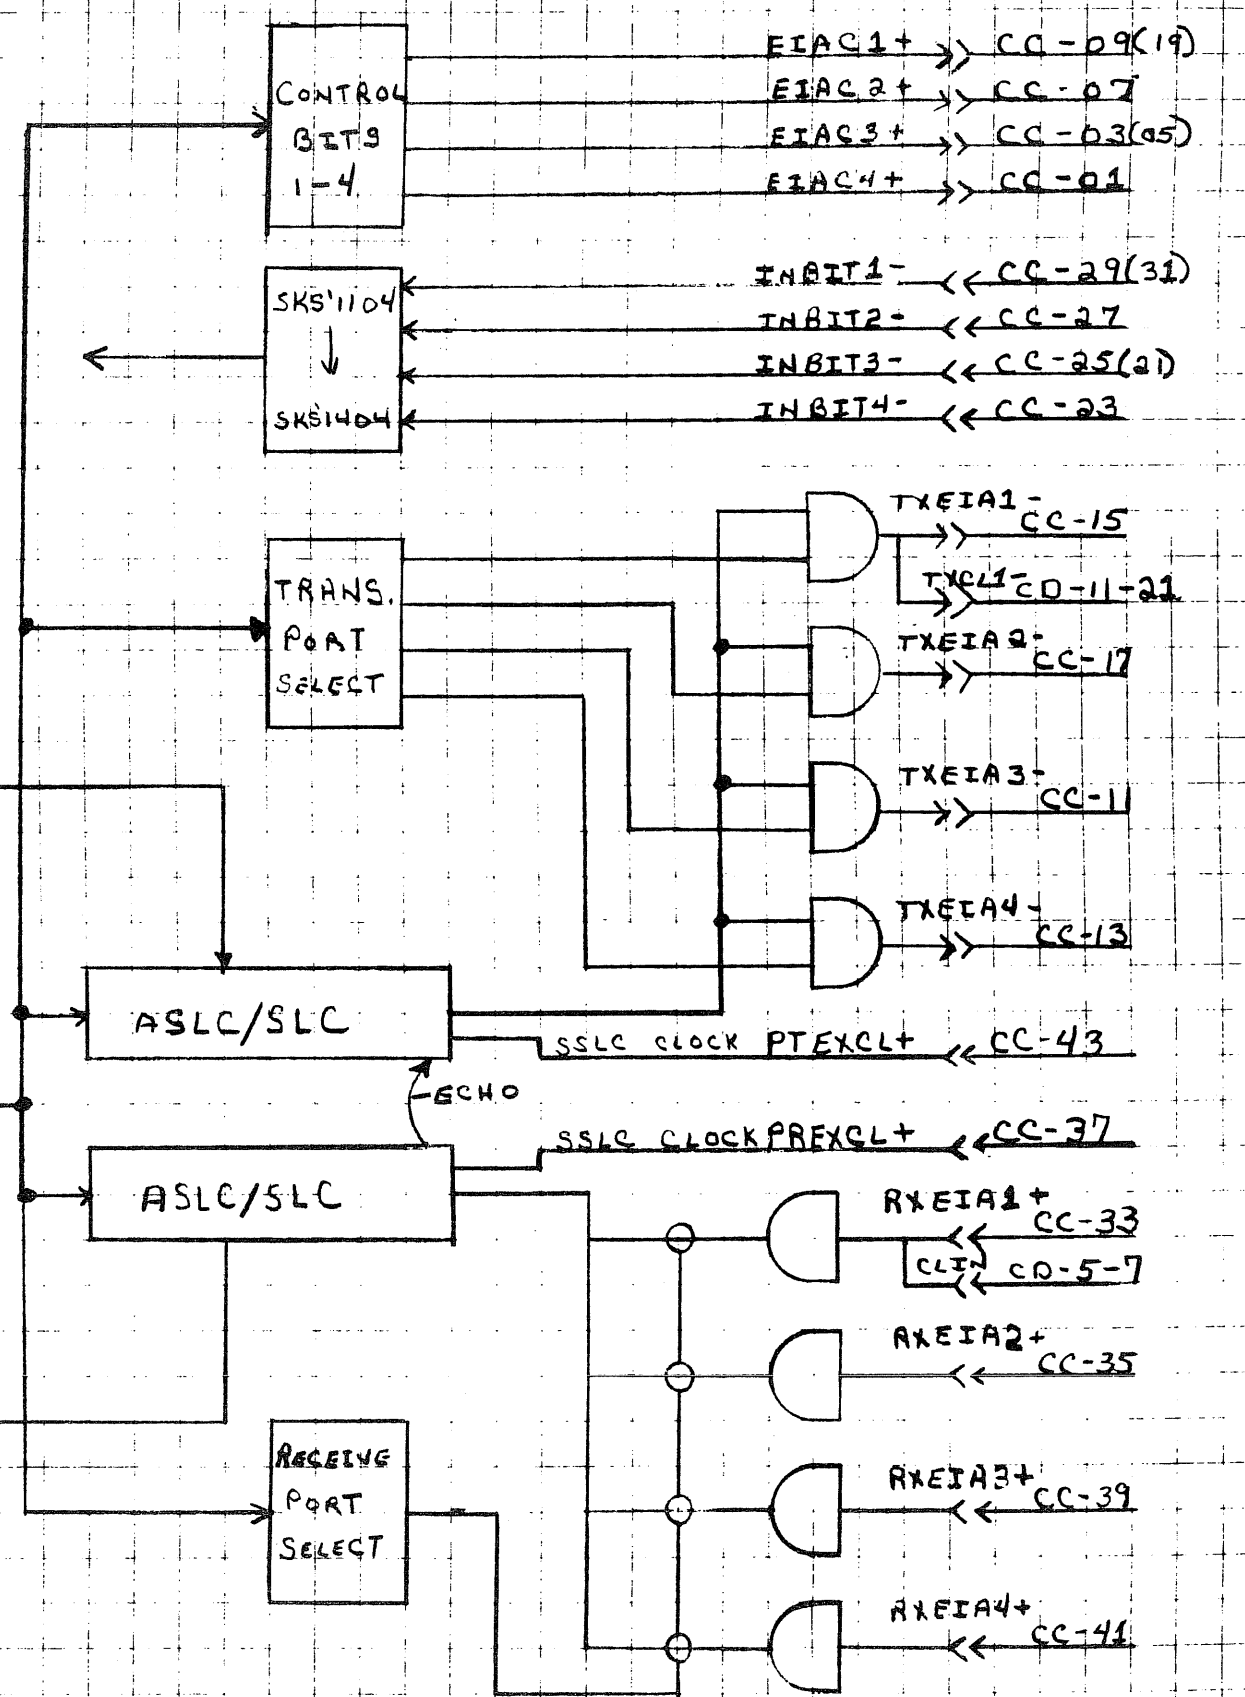 EIAC1+ CC-09(19)
CONTROL
BITS
1-4
EIAC2+ CC-07
EIAC3+ CC-03(05)
EIAC4+ CC-01
SKS'1104
SKS'1404
INBIT1- CC-29(31)
INBIT2- CC-27
INBIT3- CC-25(21)
INBIT4- CC-23
TRANS.
PORT
SELECT
TXEIA1- CC-15
TXCL1- CD-11-21
TXEIA2- CC-17
TXEIA3- CC-11
TXEIA4- CC-13
ASLC/SLC
SSLC CLOCK PTEXCL+ CC-43
ECHO
SSLC CLOCK PREXCL+ CC-37
ASLC/SLC
RXEIA1+ CC-33
CLIN CD-5-7
RXEIA2+ CC-35
RECEIVE
PORT
SELECT
RXEIA3+ CC-39
RXEIA4+ CC-41